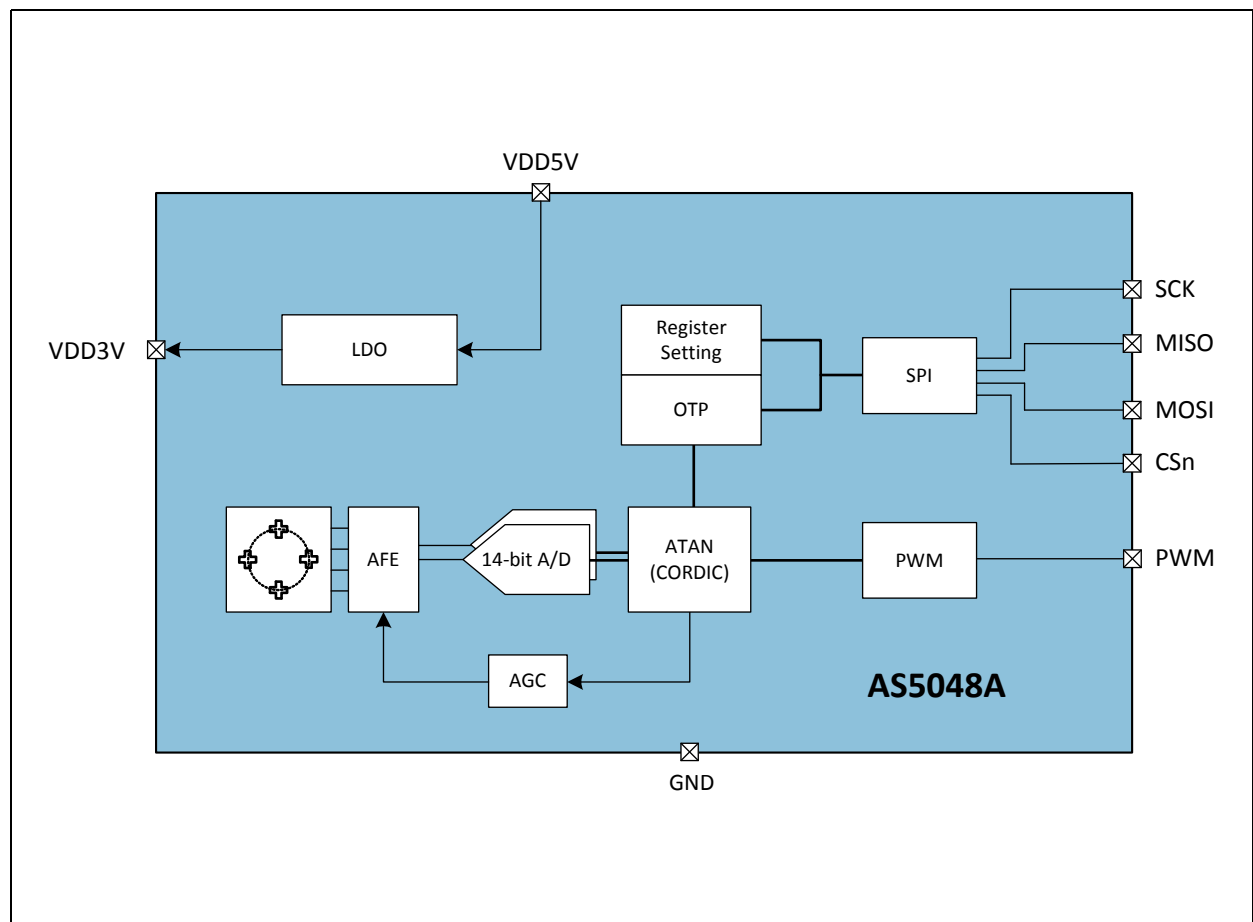 VDD5V
SCK
VDD3V
LDO
Register
Setting
OTP
SPI
MISO
MOSI
CSn
AFE
14-bit A/D
ATAN
(CORDIC)
PWM
PWM
AGC
AS5048A
GND